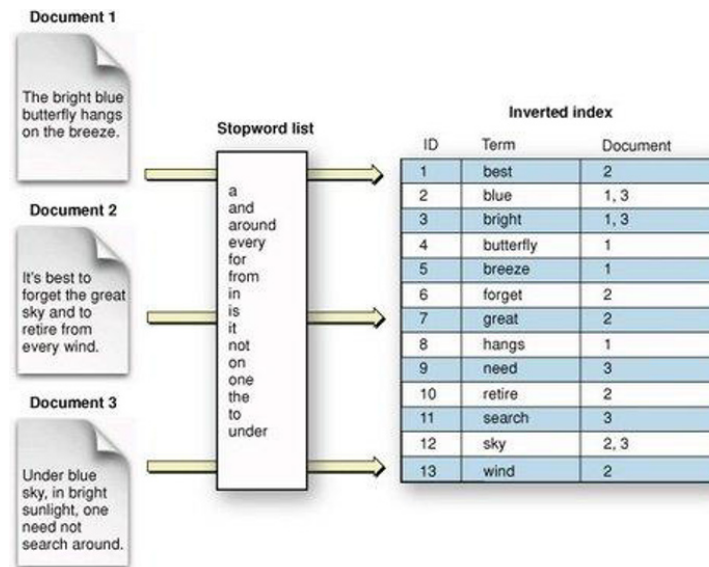 Document 1
The bright blue
butterfly hangs
on the breeze.
Document 2
It's best to
forget the great
sky and to
retire from
every wind.
Document 3
Under blue
sky, in bright
sunlight, one
need not
search around.
Stopword list
a
and
around
every
for
from
in
is
it
not
on
one
the
to
under
Inverted index
ID Term Document
1 best 2
2 blue 1, 3
3 bright 1, 3
4 butterfly 1
5 breeze 1
6 forget 2
7 great 2
8 hangs 1
9 need 3
10 retire 2
11 search 3
12 sky 2, 3
13 wind 2